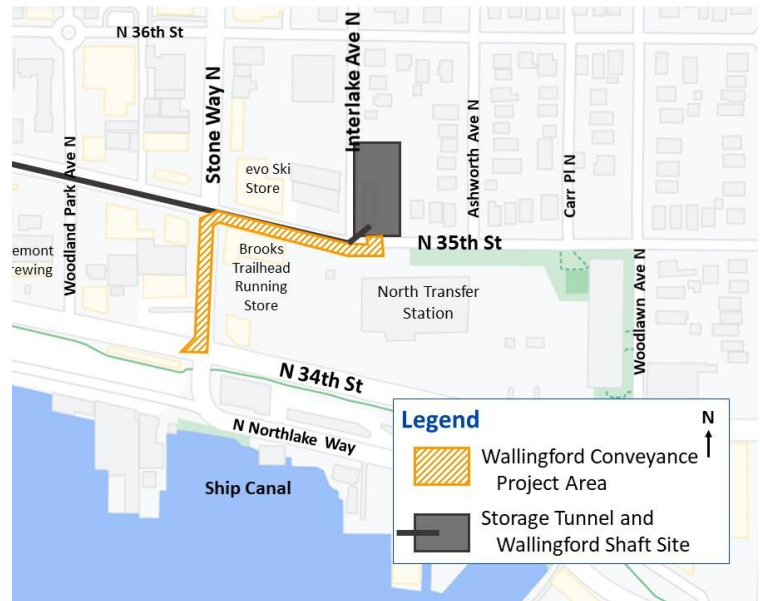 N 36th St
Stone Way N
Interlake Ave N
Woodland Park Ave N
Ashworth Ave N
Carr Pl N
evo Ski
Store
N 35th St
emont
rewing
Brooks
Trailhead
Running
Store
North Transfer
Station
Woodlawn Ave N
N 34th St
N Northlake Way
Ship Canal
Legend
N
Wallingford Conveyance
Project Area
Storage Tunnel and
Wallingford Shaft Site